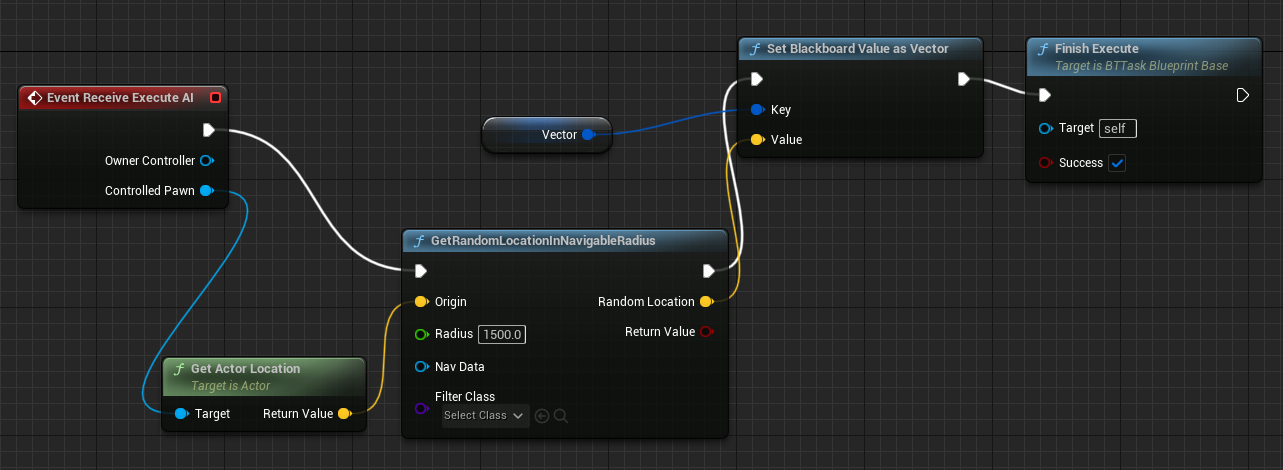 Event Receive Execute AI
Owner Controller
Controlled Pawn
Get Actor Location
Target is Actor
Target
Return Value
Vector
GetRandomLocationInNavigableRadius
Origin
Random Location
Radius 1500.0
Return Value
Nav Data
Filter Class
Select Class
Set Blackboard Value as Vector
Key
Value
Finish Execute
Target is BTTask Blueprint Base
Target self
Success